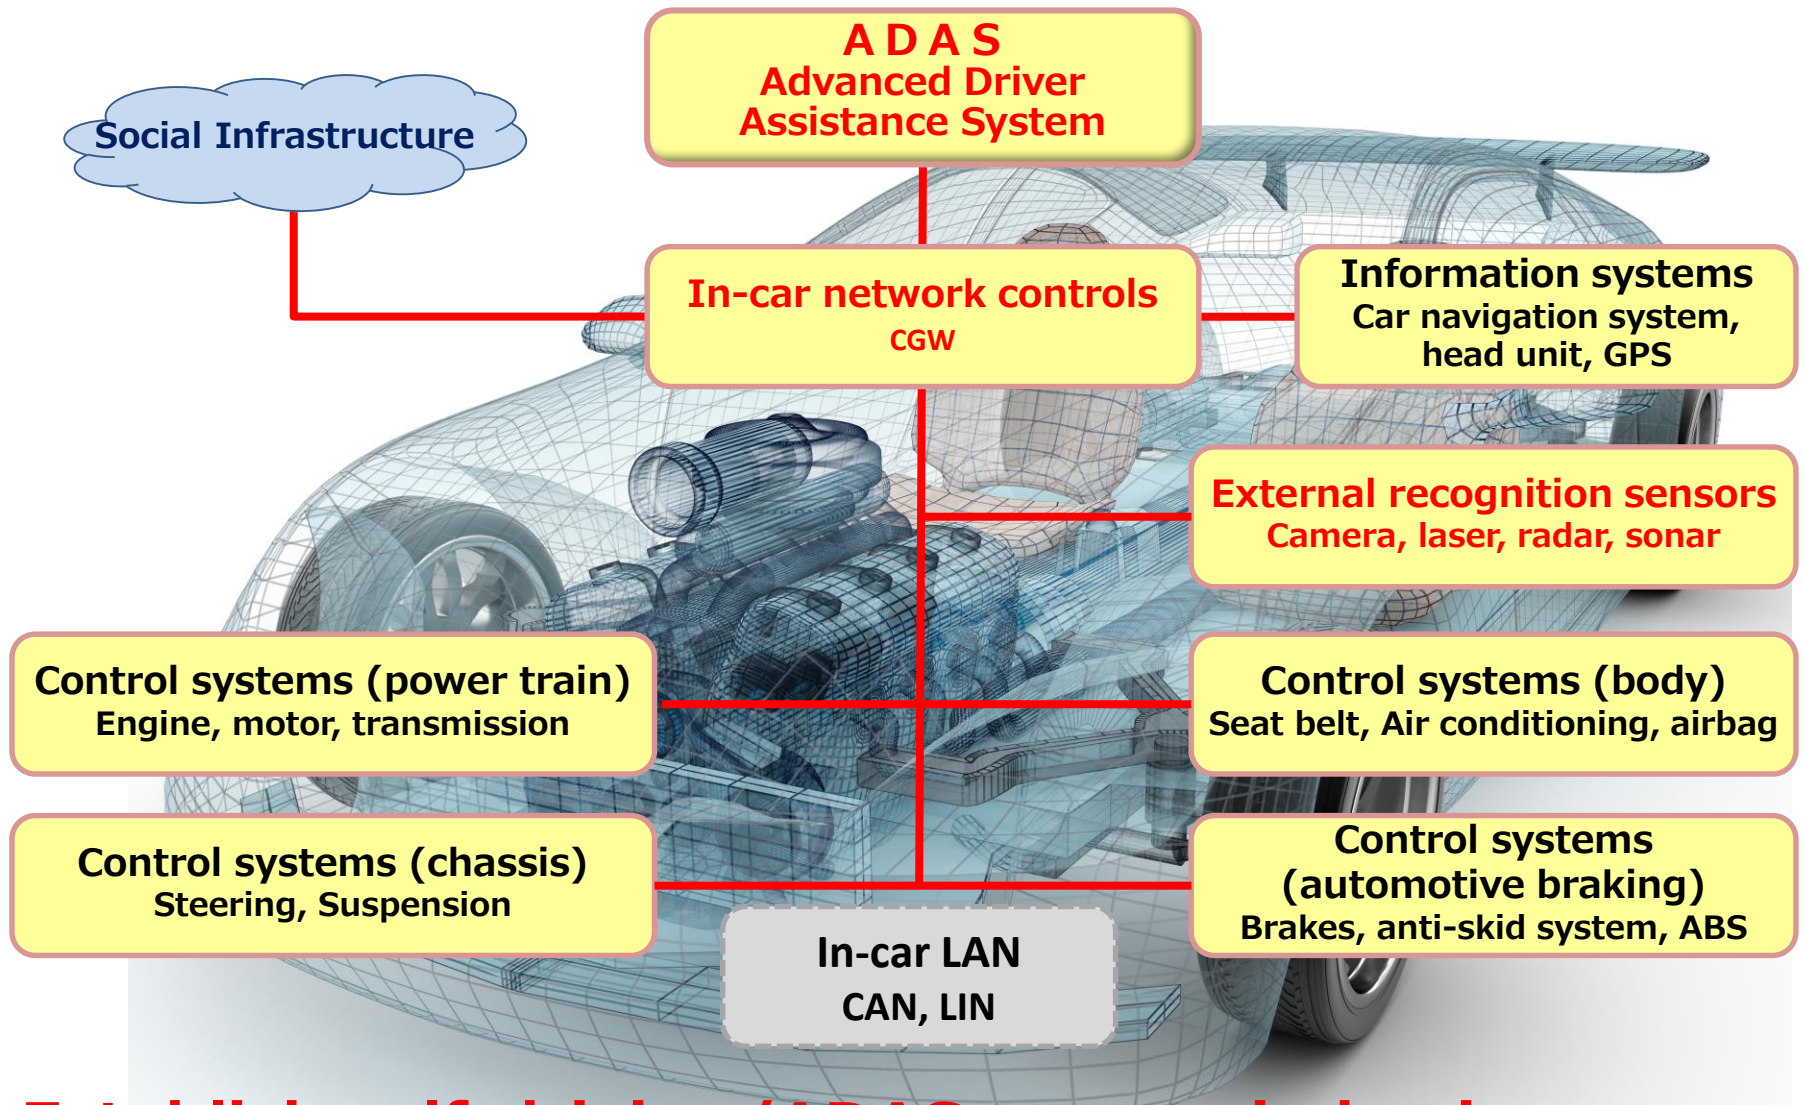 A D A S
Advanced Driver
Assistance System
Social Infrastructure
In-car network controls
CGW
Information systems
Car navigation system,
head unit, GPS
External recognition sensors
Camera, laser, radar, sonar
Control systems (power train)
Engine, motor, transmission
Control systems (body)
Seat belt, Air conditioning, airbag
Control systems (chassis)
Steering, Suspension
Control systems
(automotive braking)
Brakes, anti-skid system, ABS
In-car LAN
CAN, LIN